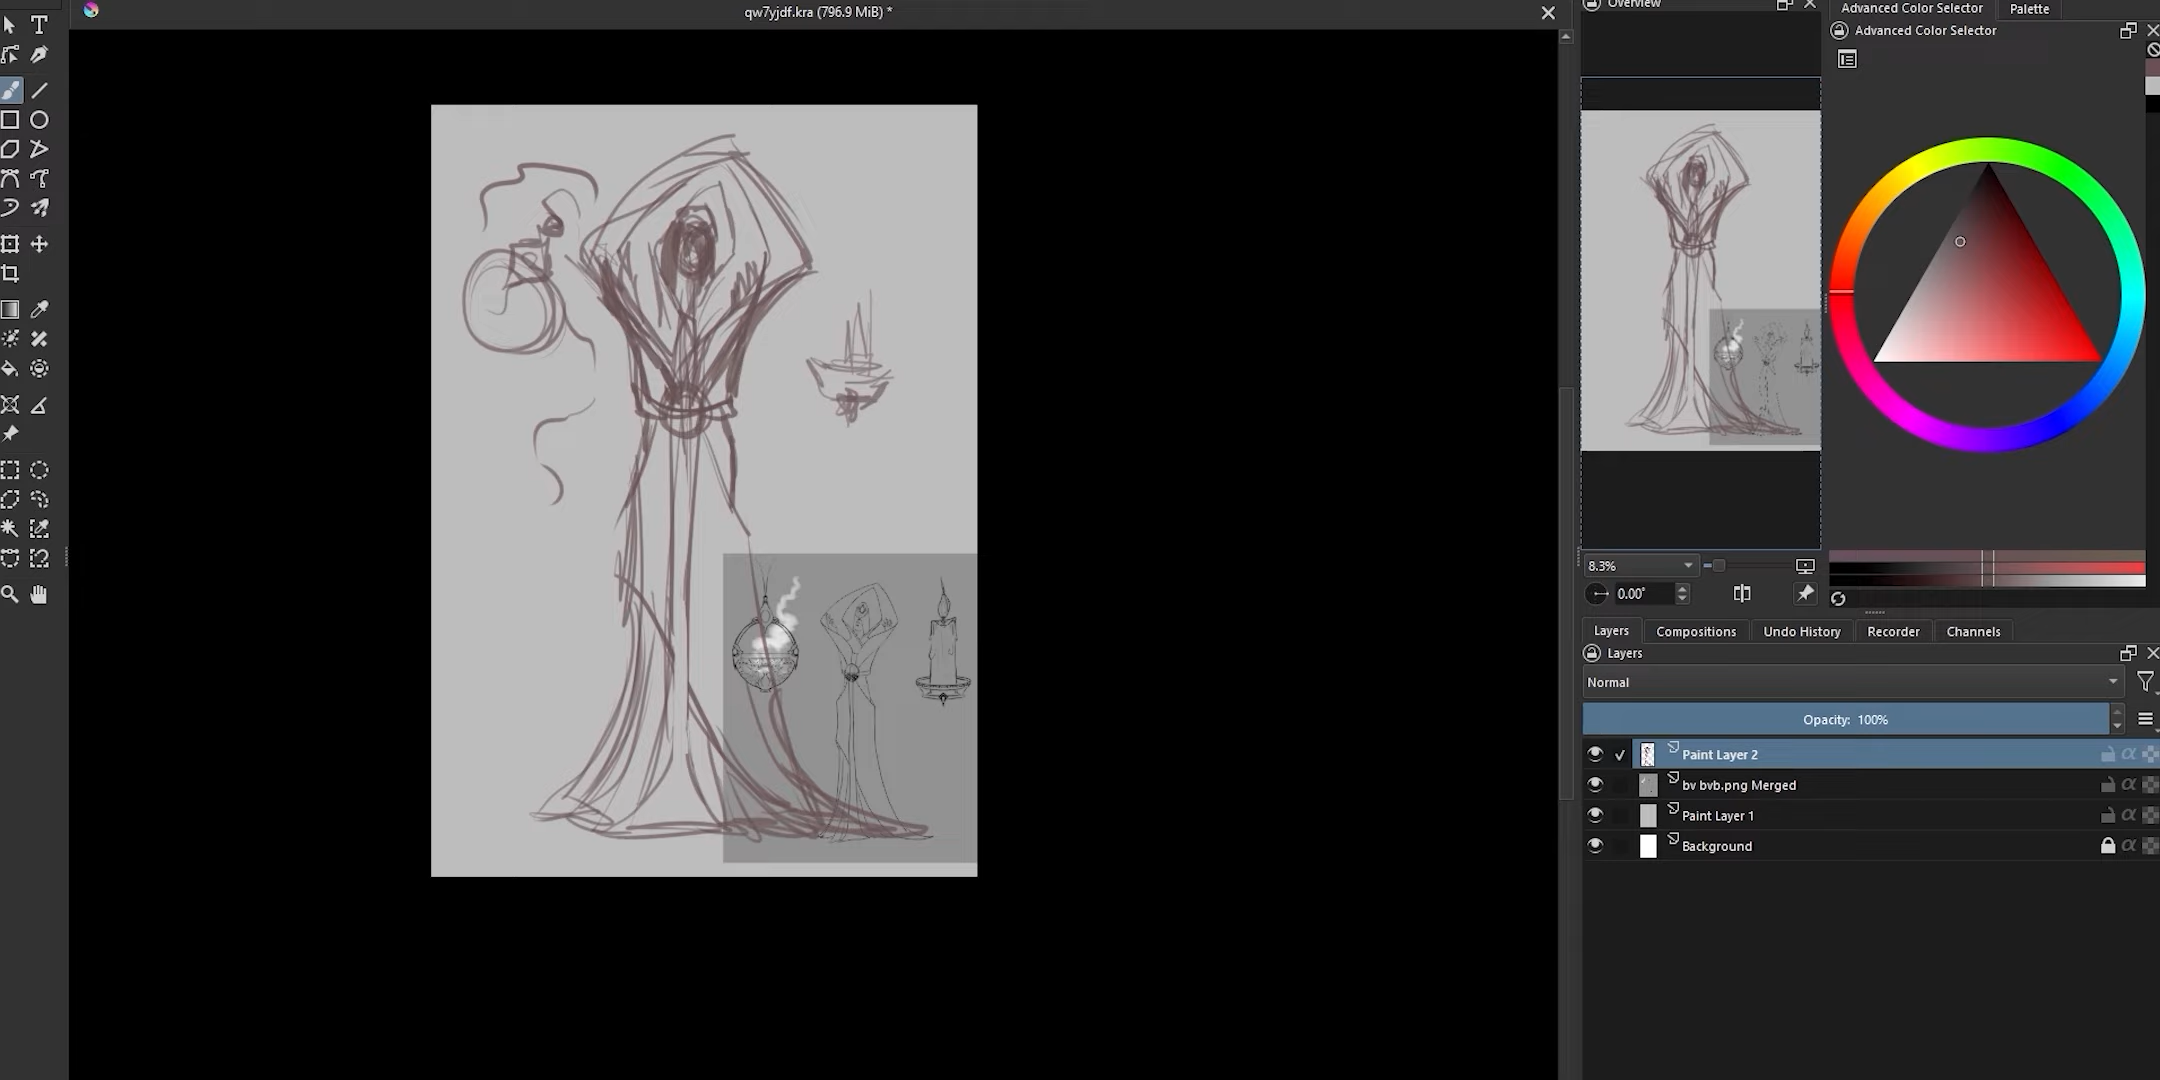 qw7yjdf.kra (796.9 MiB) *
Overview
Advanced Color Selector
Palette
Advanced Color Selector
8.3%
0.00°
Layers
Compositions
Undo History
Recorder
Channels
Layers
Normal
Opacity: 100%
Paint Layer 2
bv bvb.png Merged
Paint Layer 1
Background